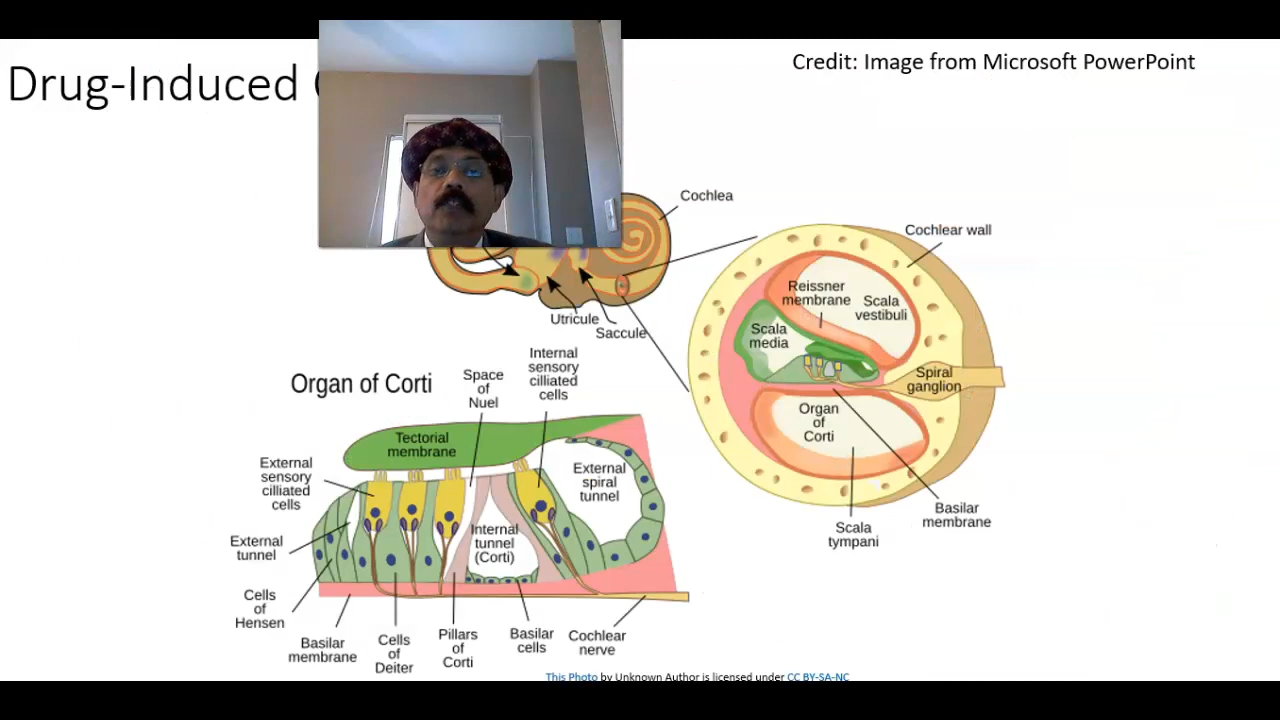 Drug-Induced
Credit: Image from Microsoft PowerPoint
Cochlea
Utricule
Saccule
Cochlear wall
Reissner
membrane
Scala
vestibuli
Scala
media
Spiral
ganglion
Organ
of
Corti
Basilar
membrane
Scala
tympani
Organ of Corti
Space
of
Nuel
Internal
sensory
cilliated
cells
Tectorial
membrane
External
sensory
cilliated
cells
External
spiral
tunnel
External
tunnel
Internal
tunnel
(Corti)
Cells
of
Hensen
Basilar
membrane
Cells
of
Deiter
Pillars
of
Corti
Basilar
cells
Cochlear
nerve
This Photo by Unknown Author is licensed under CC BY-SA-NC